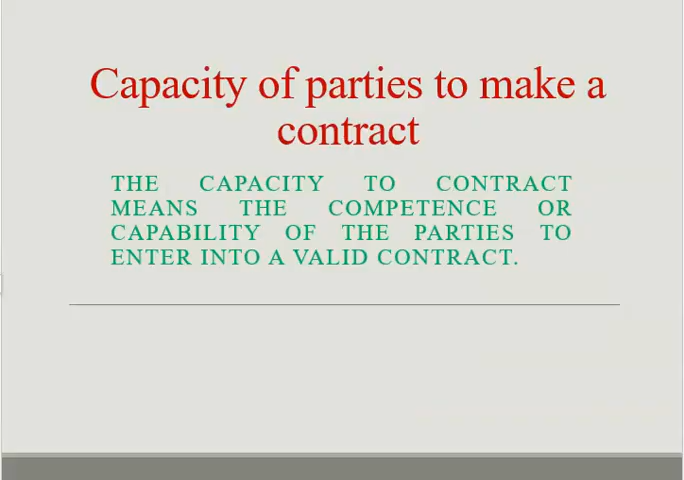 Capacity of parties to make a
contract
THE CAPACITY TO CONTRACT
MEANS THE COMPETENCE OR
CAPABILITY OF THE PARTIES TO
ENTER INTO A VALID CONTRACT.